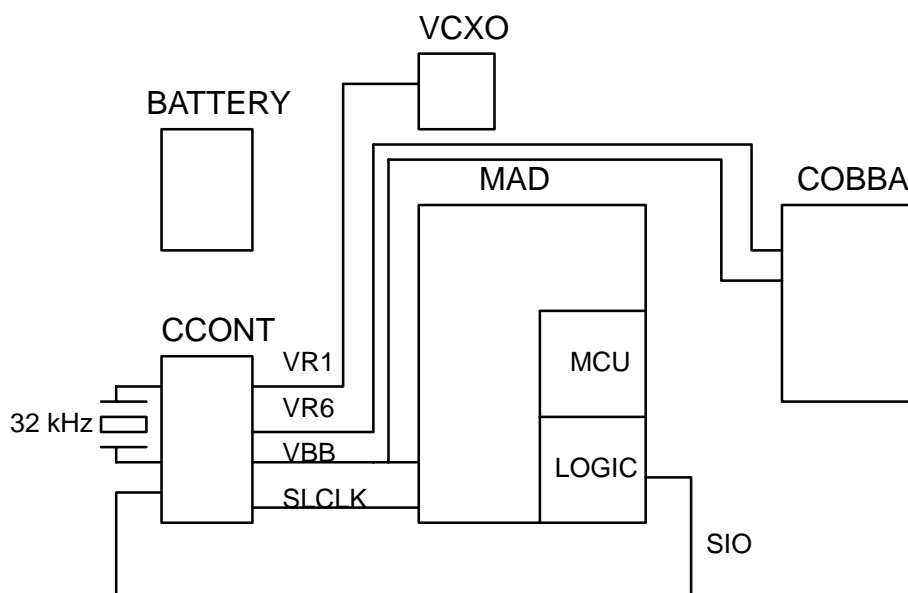 VCXO
BATTERY
MAD
COBBA
CCONT
VR1
MCU
VR6
32 kHz
VBB
LOGIC
SLCLK
SIO